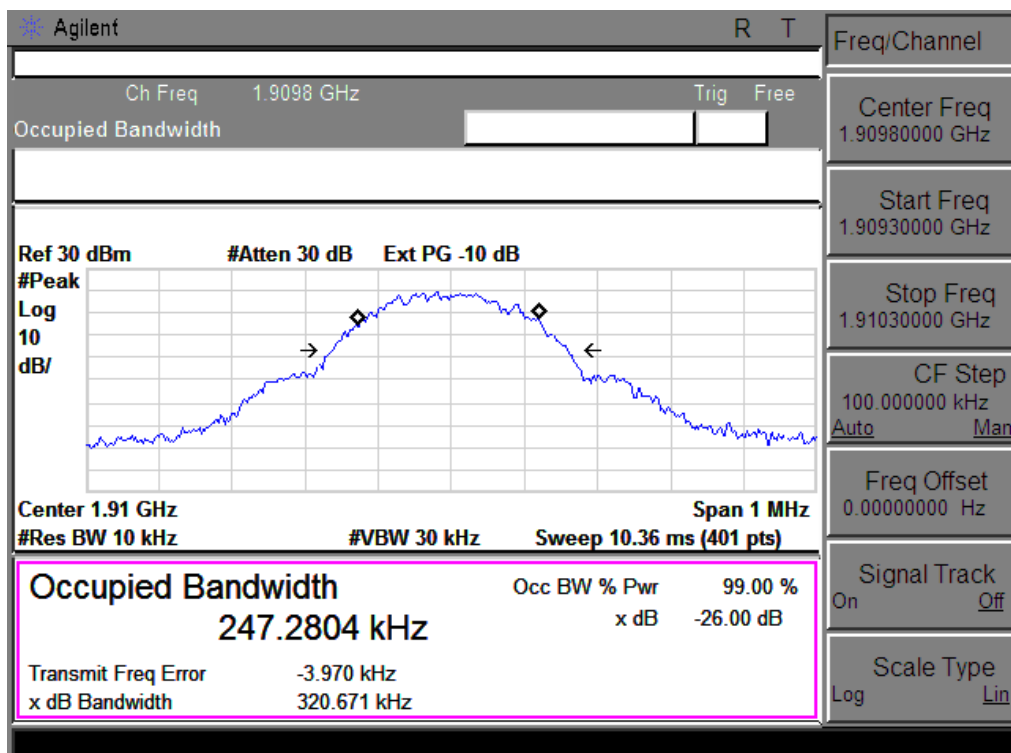 Agilent R T
Ch Freq 1.9098 GHz Trig Free
Occupied Bandwidth
Ref 30 dBm #Atten 30 dB Ext PG -10 dB
#Peak
Log
10
dB/
Center 1.91 GHz Span 1 MHz
#Res BW 10 kHz #VBW 30 kHz Sweep 10.36 ms (401 pts)
Occupied Bandwidth Occ BW % Pwr 99.00 %
247.2804 kHz x dB -26.00 dB
Transmit Freq Error -3.970 kHz
x dB Bandwidth 320.671 kHz
Freq/Channel
Center Freq
1.90980000 GHz
Start Freq
1.90930000 GHz
Stop Freq
1.91030000 GHz
CF Step
100.000000 kHz
Auto Man
Freq Offset
0.00000000 Hz
Signal Track
On Off
Scale Type
Log Lin